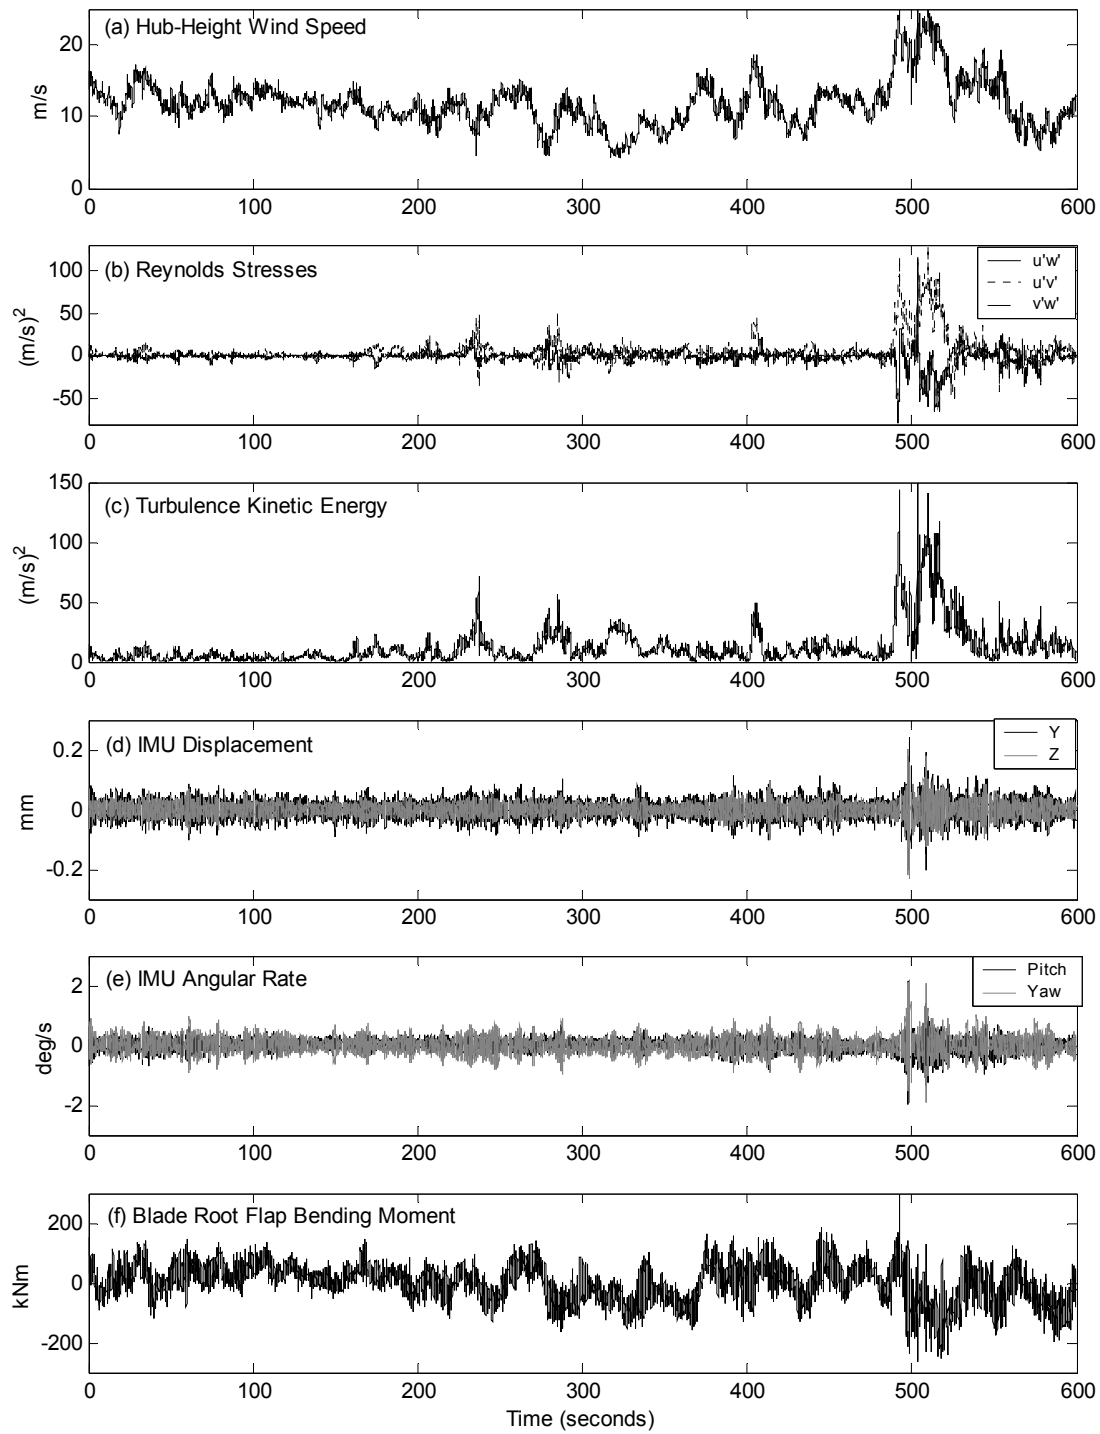 (a) Hub-Height Wind Speed
20
10
0
m/s
0 100 200 300 400 500 600
(b) Reynolds Stresses
u'w'
u'v'
v'w'
100
50
0
-50
(m/s)2
0 100 200 300 400 500 600
(c) Turbulence Kinetic Energy
150
100
50
0
(m/s)2
0 100 200 300 400 500 600
(d) IMU Displacement
Y
Z
0.2
0
-0.2
mm
0 100 200 300 400 500 600
(e) IMU Angular Rate
Pitch
Yaw
2
0
-2
deg/s
0 100 200 300 400 500 600
(f) Blade Root Flap Bending Moment
200
0
-200
kNm
0 100 200 300 400 500 600
Time (seconds)